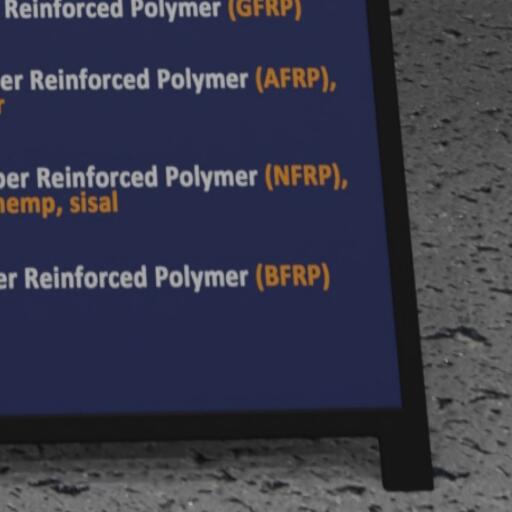 Reinforced Polymer (GFRP)
er Reinforced Polymer (AFRP),
r
ber Reinforced Polymer (NFRP),
hemp, sisal
er Reinforced Polymer (BFRP)